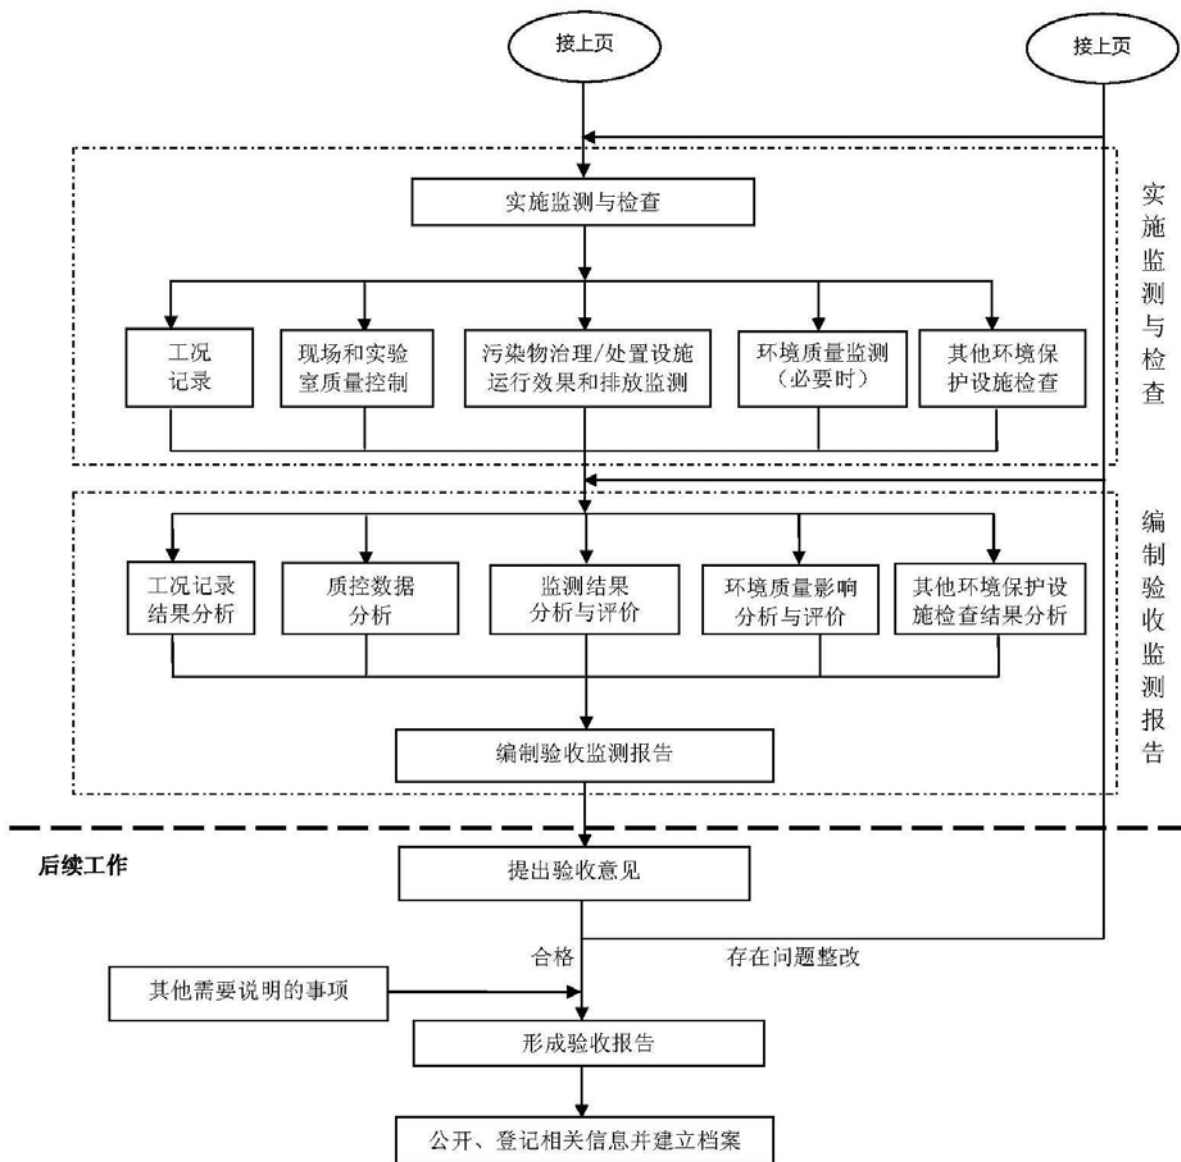 接上页
接上页
实施监测与检查
实施监测与检查
工况
记录
现场和实验
室质量控制
污染物治理/处置设施
运行效果和排放监测
环境质量监测
（必要时）
其他环境保
护设施检查
编制验收监测报告
工况记录
结果分析
质控数据
分析
监测结果
分析与评价
环境质量影响
分析与评价
其他环境保护设
施检查结果分析
编制验收监测报告
后续工作
提出验收意见
合格
存在问题整改
其他需要说明的事项
形成验收报告
公开、登记相关信息并建立档案